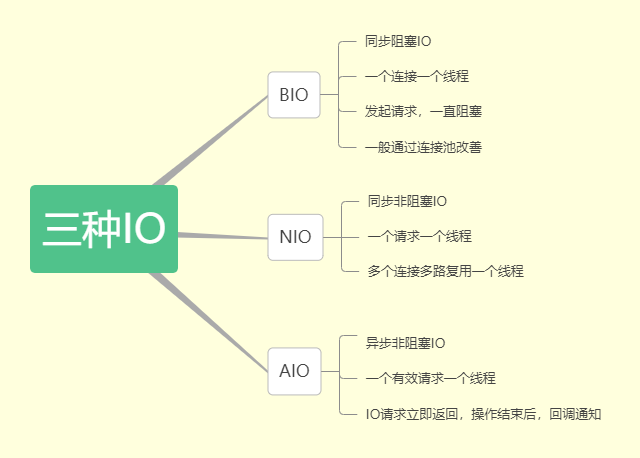 三种IO
BIO
同步阻塞IO
一个连接一个线程
发起请求，一直阻塞
一般通过连接池改善
NIO
同步非阻塞IO
一个请求一个线程
多个连接多路复用一个线程
AIO
异步非阻塞IO
一个有效请求一个线程
IO请求立即返回，操作结束后，回调通知